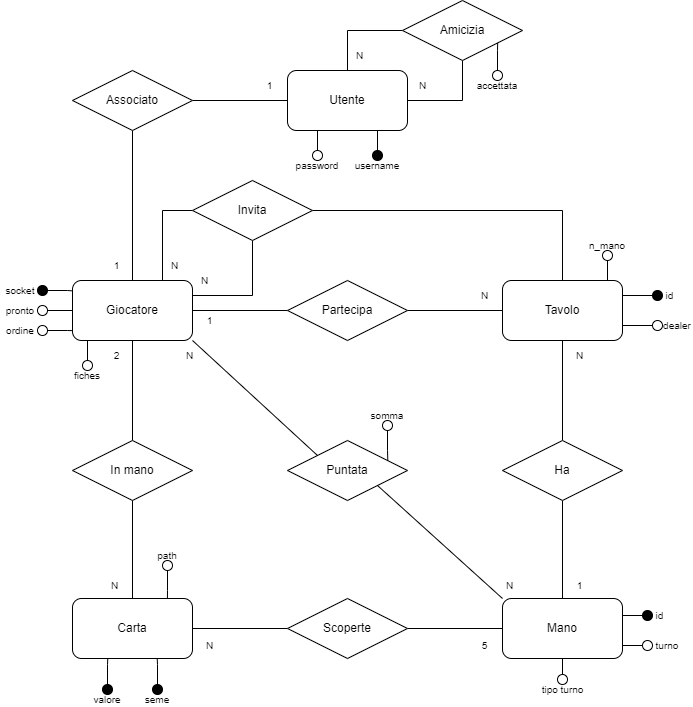 Amicizia
N
accettata
Associato
1
Utente
N
password
username
Invita
n_mano
1
N
N
socket
pronto
ordine
Giocatore
1
Partecipa
N
Tavolo
id
dealer
fiches
2
N
N
somma
In mano
Puntata
Ha
path
N
N
1
Carta
N
Scoperte
5
Mano
id
turno
tipo turno
valore
seme